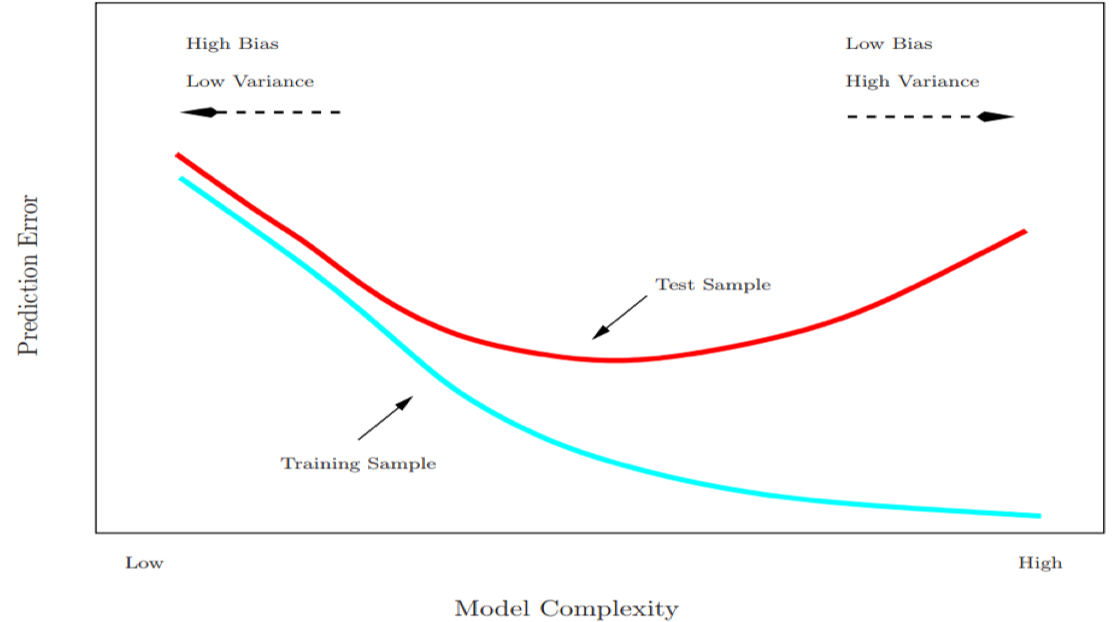 High Bias
Low Variance
Low Bias
High Variance
Prediction Error
Test Sample
Training Sample
Low
High
Model Complexity